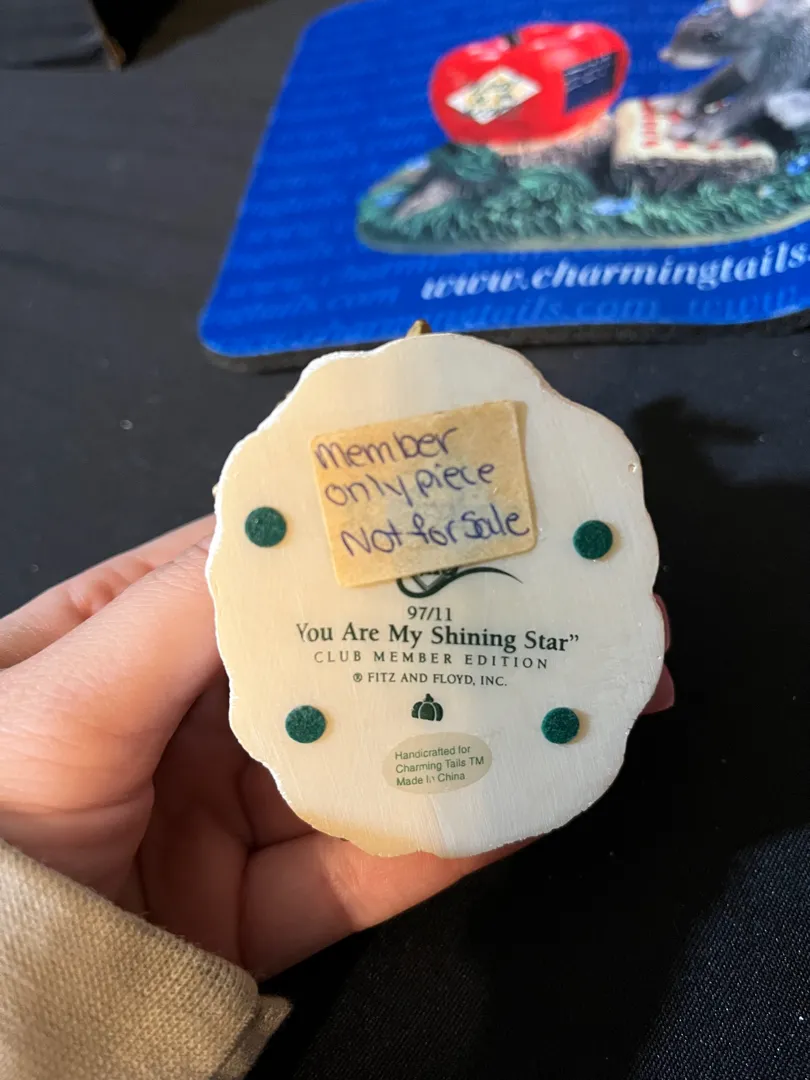 www.charmingtails
member
only piece
Not for Sale
97/11
You Are My Shining Star”
CLUB MEMBER EDITION
® FITZ AND FLOYD, INC.
Handicrafted for
Charming Tails TM
Made In China